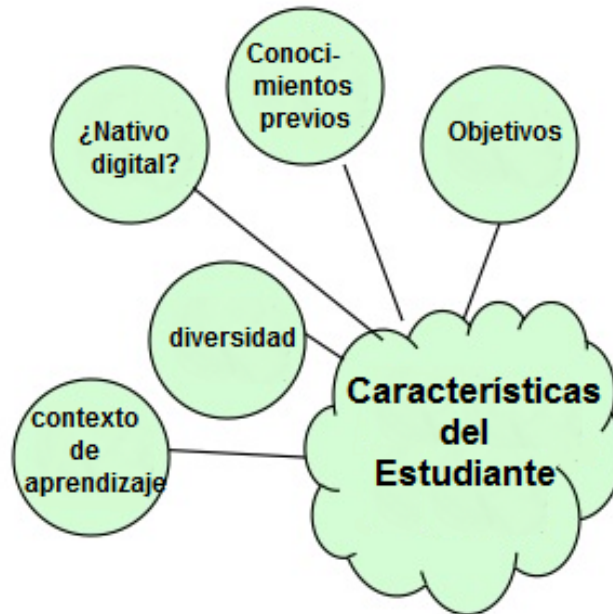 Conoci-
mientos
previos
¿Nativo
digital?
Objetivos
diversidad
Características
del
Estudiante
contexto
de
aprendizaje